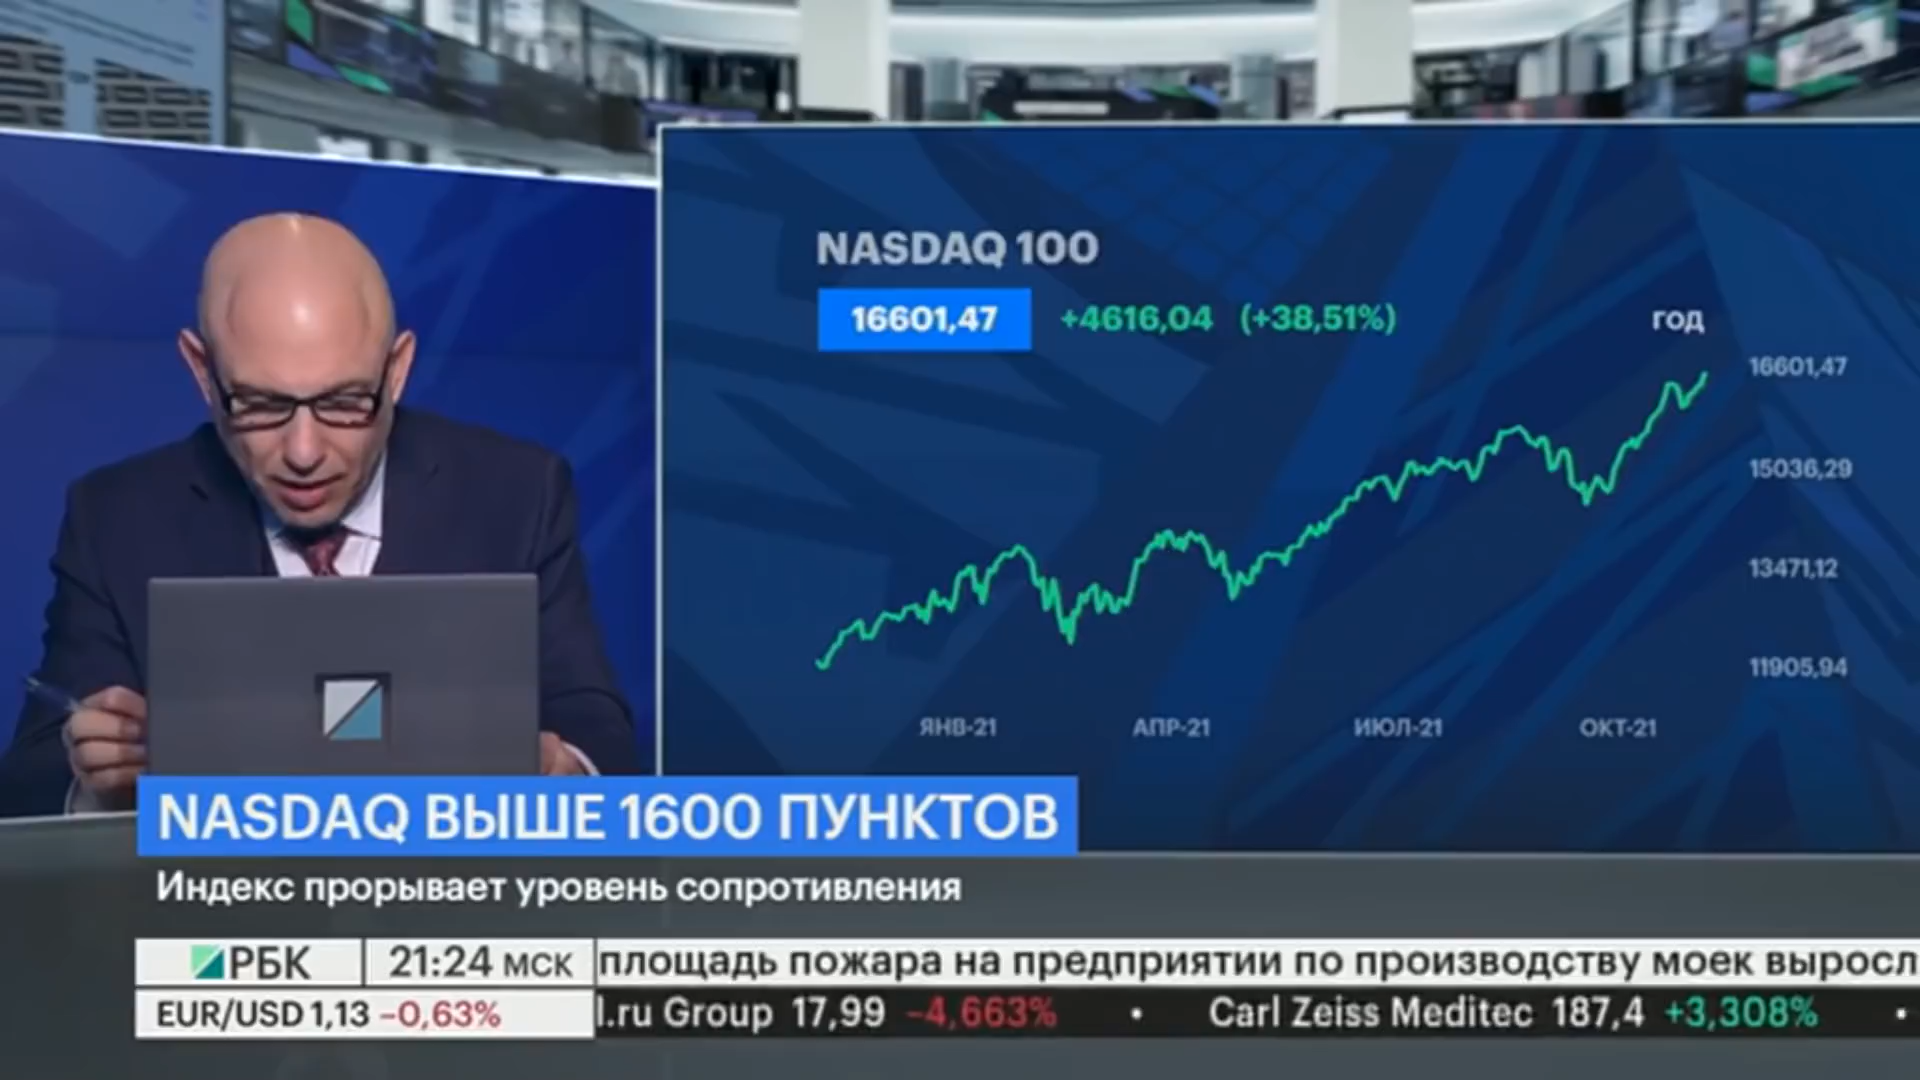 NASDAQ 100
16601,47 +4616,04 (+38,51%) ГОД
16601,47
15036,29
13471,12
11905,94
ЯНВ-21 АПР-21 ИЮЛ-21 ОКТ-21
NASDAQ ВЫШЕ 1600 ПУНКТОВ
Индекс прорывает уровень сопротивления
РБК 21:24 МСК площадь пожара на предприятии по производству моек выросл
EUR/USD 1,13 −0,63% l.ru Group 17,99 −4,663% • Carl Zeiss Meditec 187,4 +3,308% •